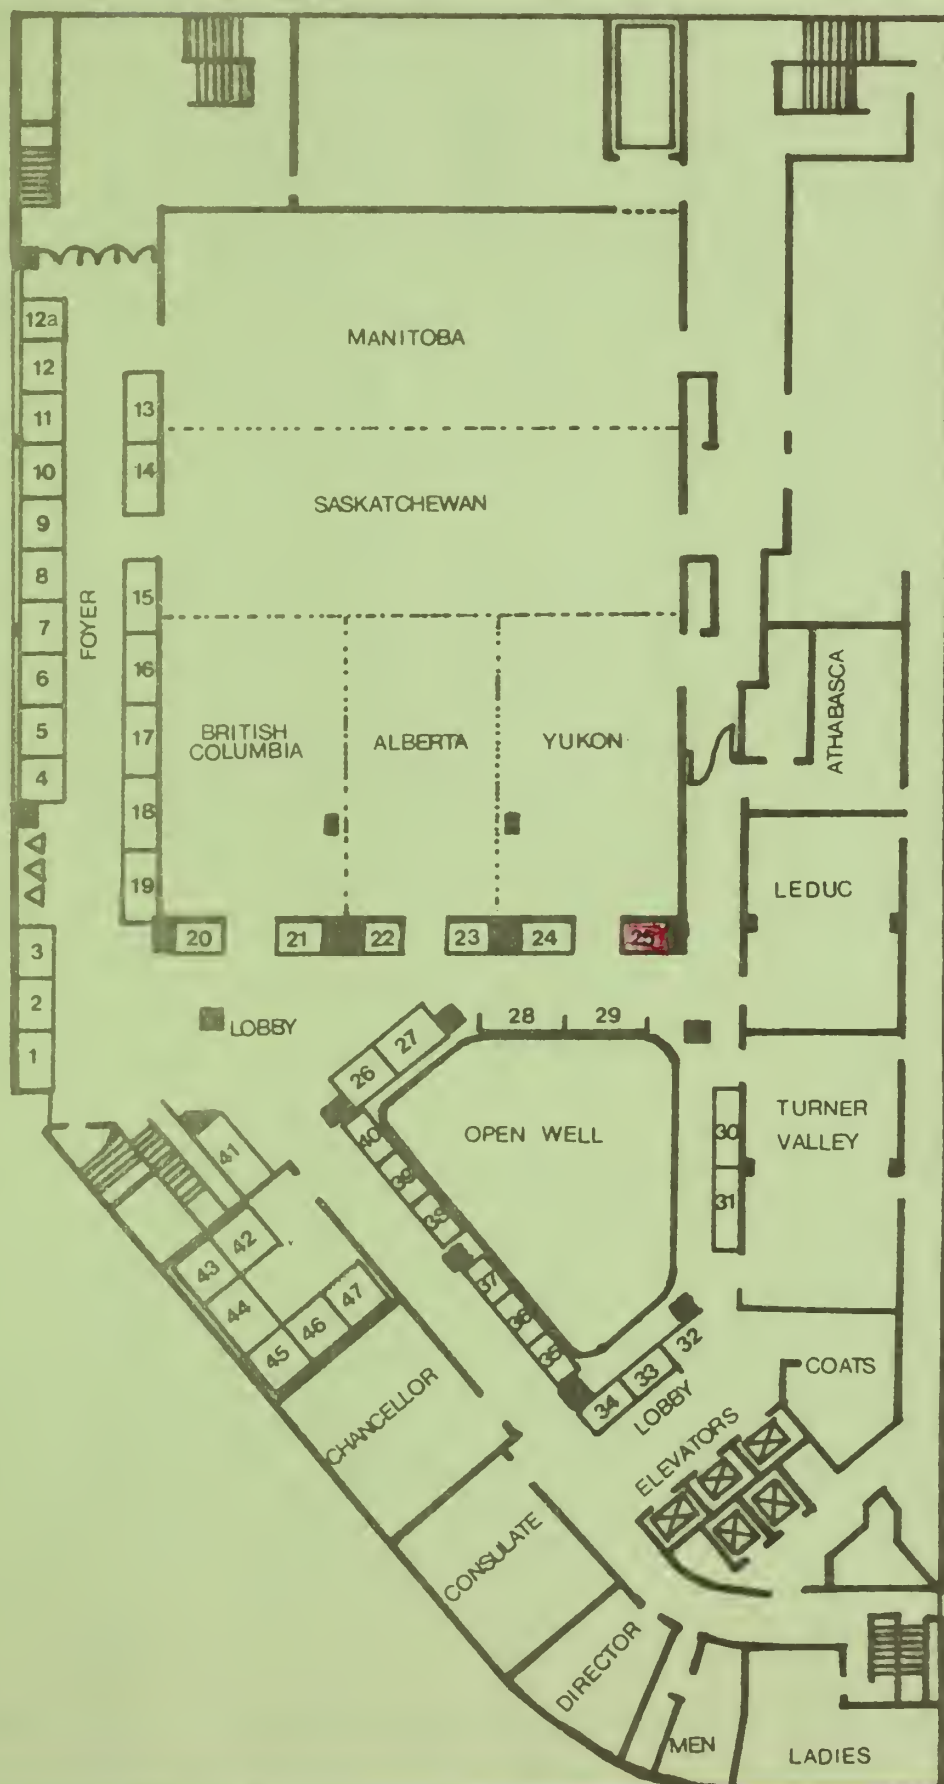 MANITOBA
12a
12
11
10
9
8
7
6
5
4
FOYER
13
14
SASKATCHEWAN
15
16
17
18
19
BRITISH
COLUMBIA
ALBERTA
YUKON
ATHABASCA
LEDUC
3
2
1
20
21
22
23
24
25
LOBBY
26
27
28
29
OPEN WELL
TURNER
VALLEY
30
31
40
39
38
37
36
35
41
42
43
44
45
46
47
34
33
32
LOBBY
COATS
ELEVATORS
CHANCELLOR
CONSULATE
DIRECTOR
MEN
LADIES